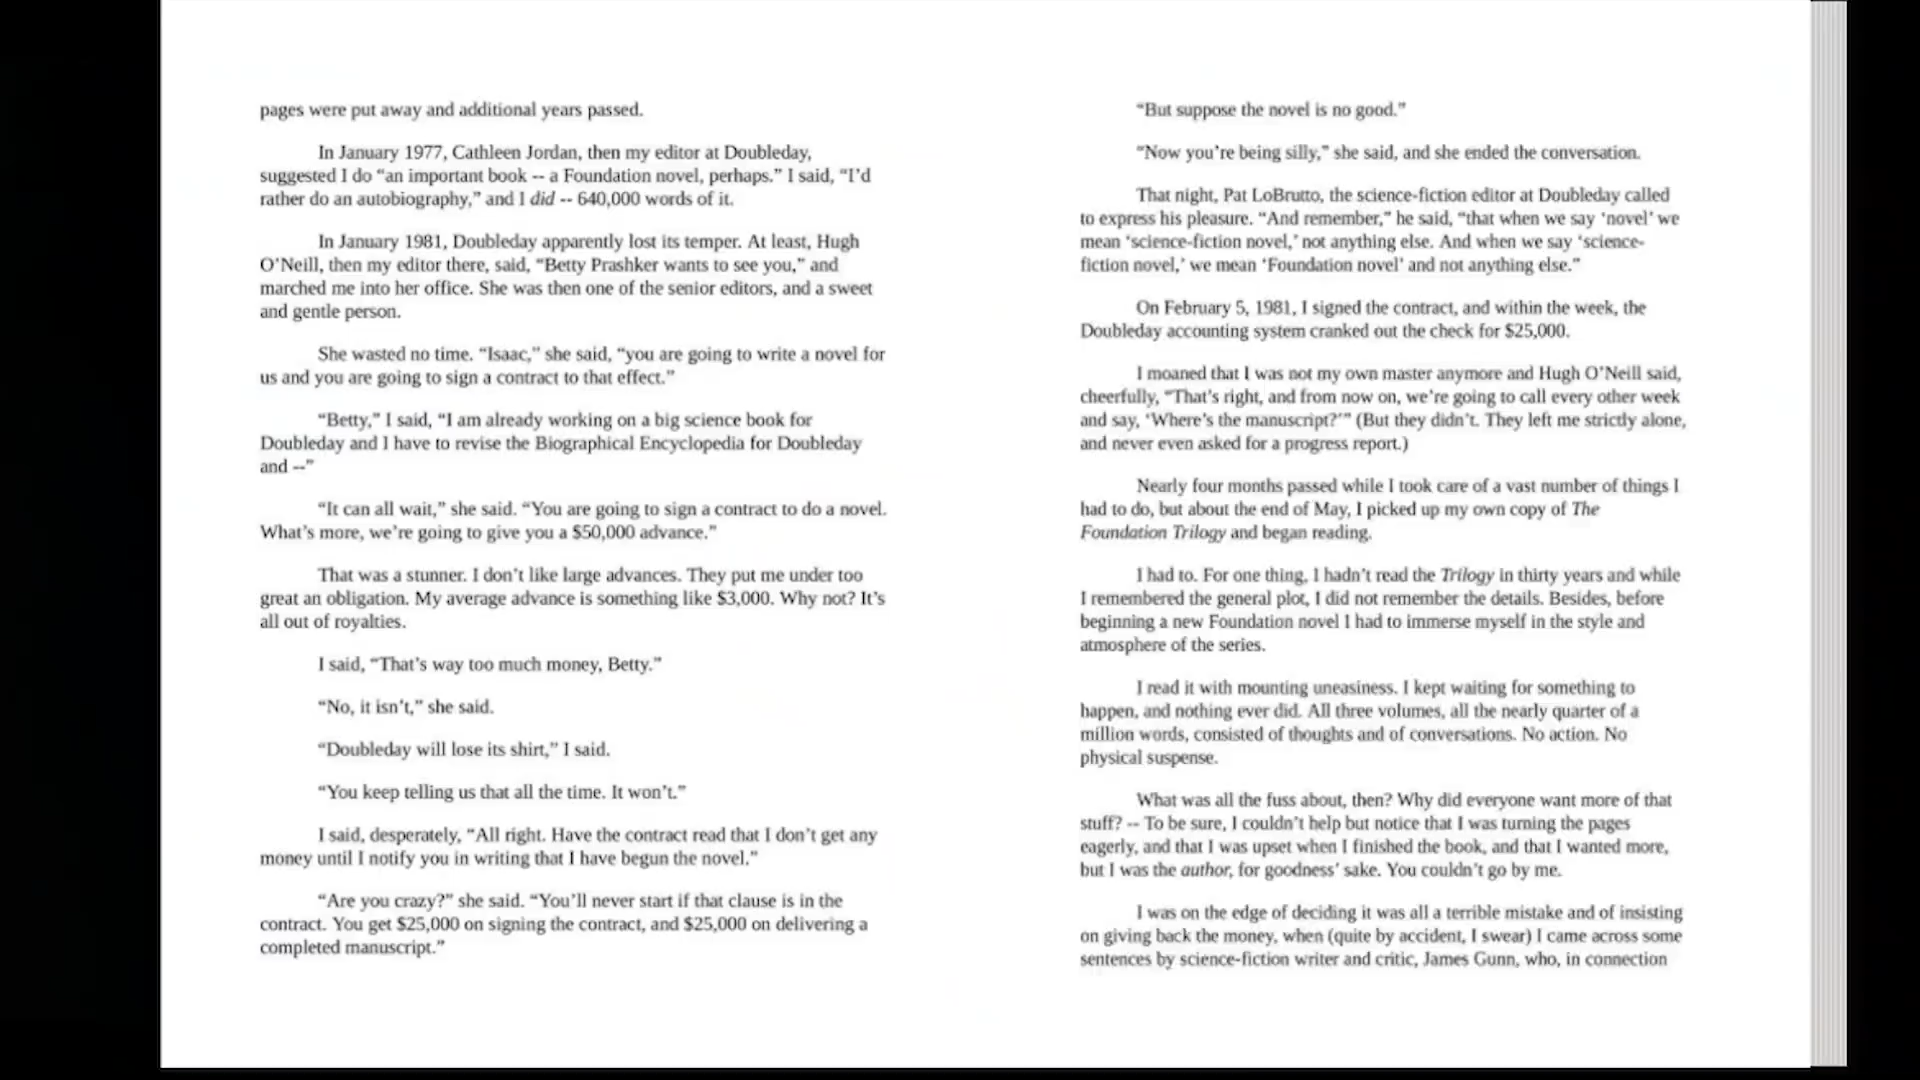 pages were put away and additional years passed.
In January 1977, Cathleen Jordan, then my editor at Doubleday,
suggested I do “an important book -- a Foundation novel, perhaps.” I said, “I’d
rather do an autobiography,” and I did -- 640,000 words of it.
In January 1981, Doubleday apparently lost its temper. At least, Hugh
O’Neill, then my editor there, said, “Betty Prashker wants to see you,” and
marched me into her office. She was then one of the senior editors, and a sweet
and gentle person.
She wasted no time. “Isaac,” she said, “you are going to write a novel for
us and you are going to sign a contract to that effect.”
“Betty,” I said, “I am already working on a big science book for
Doubleday and I have to revise the Biographical Encyclopedia for Doubleday
and --”
“It can all wait,” she said. “You are going to sign a contract to do a novel.
What’s more, we’re going to give you a $50,000 advance.”
That was a stunner. I don’t like large advances. They put me under too
great an obligation. My average advance is something like $3,000. Why not? It’s
all out of royalties.
I said, “That’s way too much money, Betty.”
“No, it isn’t,” she said.
“Doubleday will lose its shirt,” I said.
“You keep telling us that all the time. It won’t.”
I said, desperately, “All right. Have the contract read that I don’t get any
money until I notify you in writing that I have begun the novel.”
“Are you crazy?” she said. “You’ll never start if that clause is in the
contract. You get $25,000 on signing the contract, and $25,000 on delivering a
completed manuscript.”
“But suppose the novel is no good.”
“Now you’re being silly,” she said, and she ended the conversation.
That night, Pat LoBrutto, the science-fiction editor at Doubleday called
to express his pleasure. “And remember,” he said, “that when we say ‘novel’ we
mean ‘science-fiction novel,’ not anything else. And when we say ‘science-
fiction novel,’ we mean ‘Foundation novel’ and not anything else.”
On February 5, 1981, I signed the contract, and within the week, the
Doubleday accounting system cranked out the check for $25,000.
I moaned that I was not my own master anymore and Hugh O’Neill said,
cheerfully, “That’s right, and from now on, we’re going to call every other week
and say, ‘Where’s the manuscript?’” (But they didn’t. They left me strictly alone,
and never even asked for a progress report.)
Nearly four months passed while I took care of a vast number of things I
had to do, but about the end of May, I picked up my own copy of The
Foundation Trilogy and began reading.
I had to. For one thing, I hadn’t read the Trilogy in thirty years and while
I remembered the general plot, I did not remember the details. Besides, before
beginning a new Foundation novel I had to immerse myself in the style and
atmosphere of the series.
I read it with mounting uneasiness. I kept waiting for something to
happen, and nothing ever did. All three volumes, all the nearly quarter of a
million words, consisted of thoughts and of conversations. No action. No
physical suspense.
What was all the fuss about, then? Why did everyone want more of that
stuff? -- To be sure, I couldn’t help but notice that I was turning the pages
eagerly, and that I was upset when I finished the book, and that I wanted more,
but I was the author, for goodness’ sake. You couldn’t go by me.
I was on the edge of deciding it was all a terrible mistake and of insisting
on giving back the money, when (quite by accident, I swear) I came across some
sentences by science-fiction writer and critic, James Gunn, who, in connection